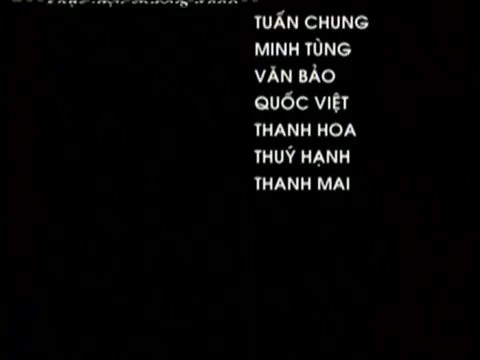 TUẤN CHUNG
MINH TÙNG
VĂN BẢO
QUỐC VIỆT
THANH HOA
THUÝ HẠNH
THANH MAI